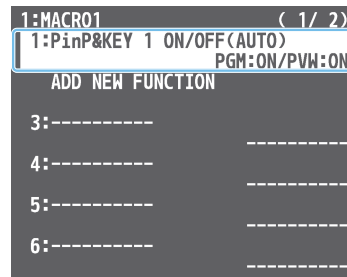 1:MACRO1 ( 1/ 2)
1:PinP&KEY 1 ON/OFF(AUTO)
PGM:ON/PVW:ON
ADD NEW FUNCTION
3:----------
----------
4:----------
----------
5:----------
----------
6:----------
----------